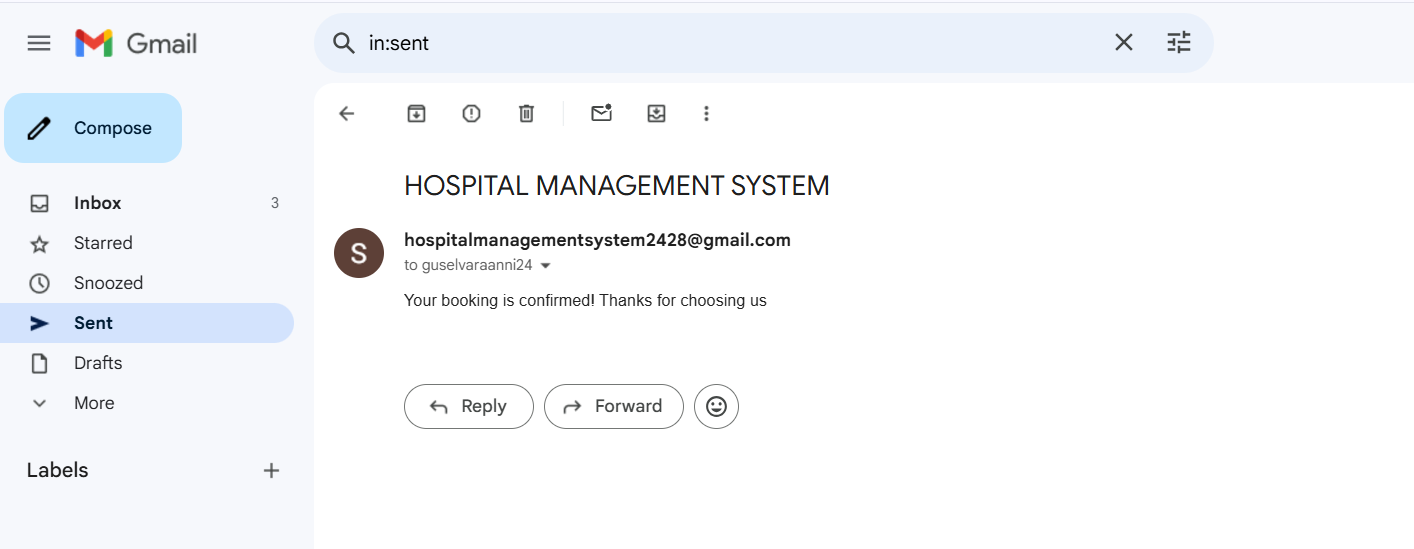 Gmail
in:sent
Compose
Inbox 3
Starred
Snoozed
Sent
Drafts
More
Labels
HOSPITAL MANAGEMENT SYSTEM
S
hospitalmanagementsystem2428@gmail.com
to guselvaraanni24
Your booking is confirmed! Thanks for choosing us
Reply
Forward